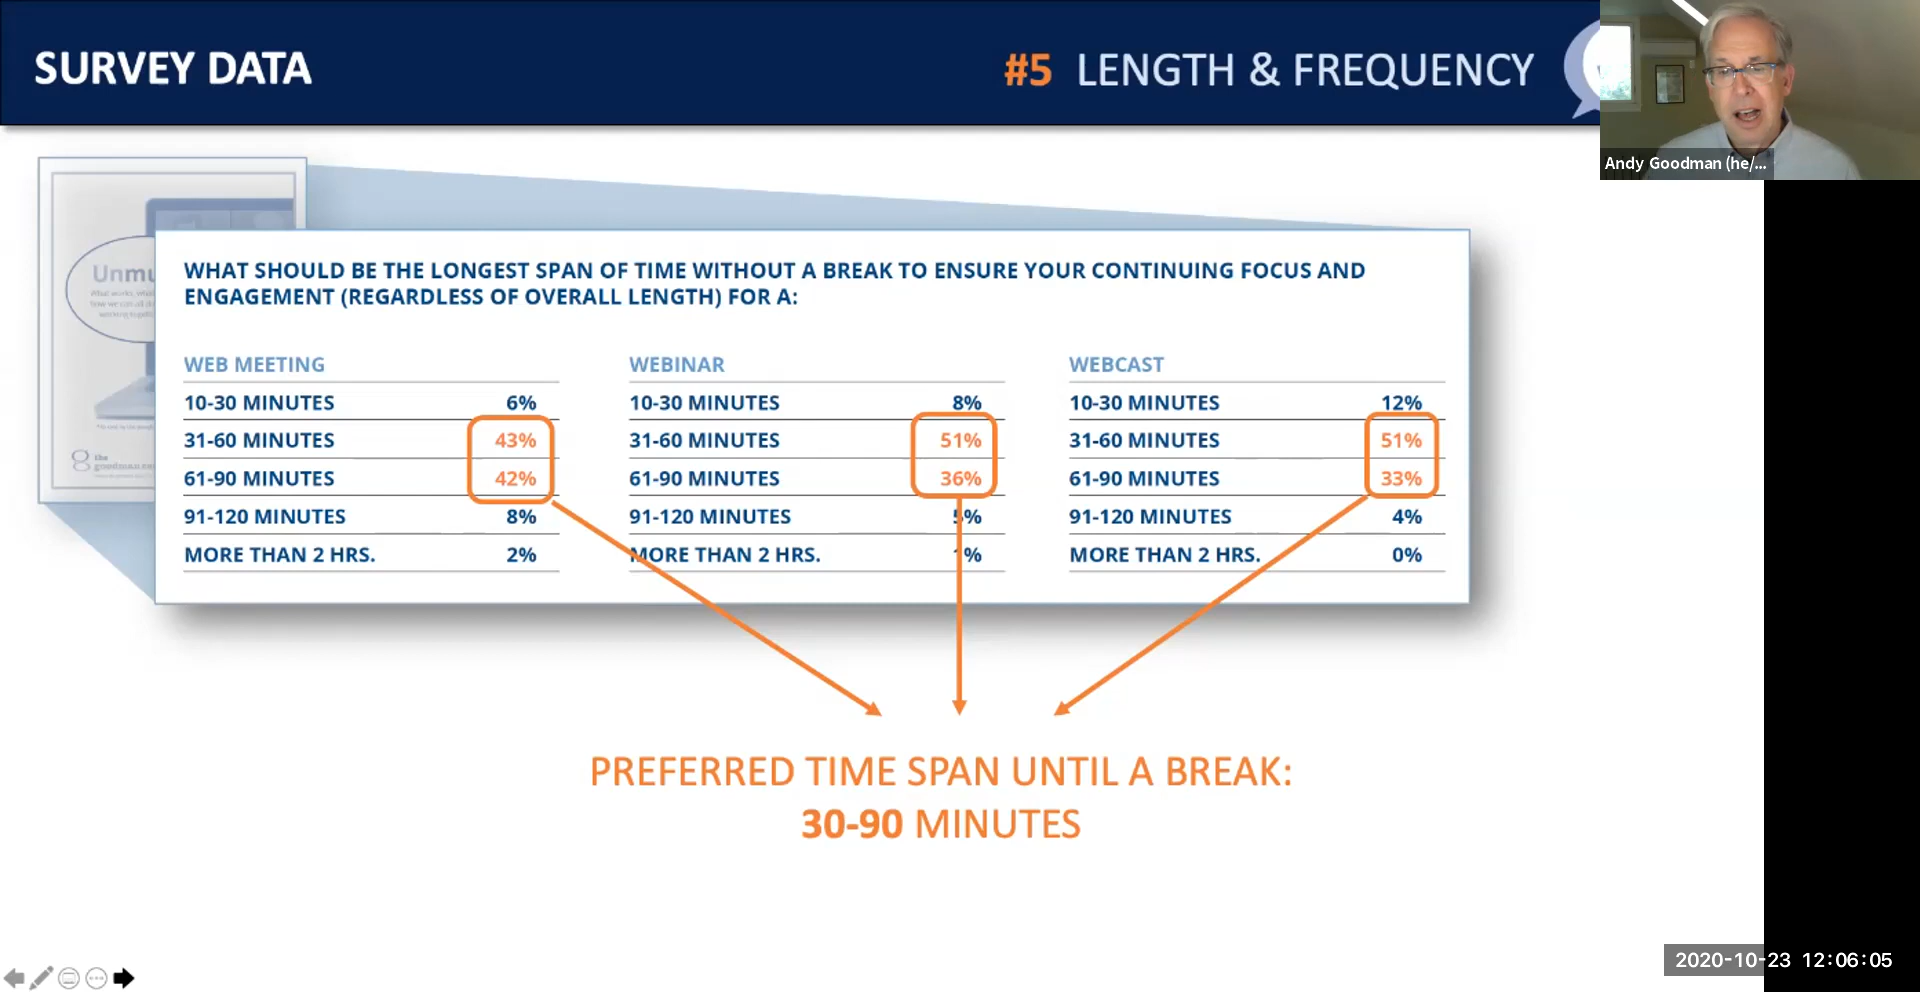 SURVEY DATA
#5 LENGTH & FREQUENCY
Andy Goodman (he/...
Unmu
WHAT SHOULD BE THE LONGEST SPAN OF TIME WITHOUT A BREAK TO ENSURE YOUR CONTINUING FOCUS AND
ENGAGEMENT (REGARDLESS OF OVERALL LENGTH) FOR A:
WEB MEETING
10-30 MINUTES 6%
31-60 MINUTES 43%
61-90 MINUTES 42%
91-120 MINUTES 8%
MORE THAN 2 HRS. 2%
WEBINAR
10-30 MINUTES 8%
31-60 MINUTES 51%
61-90 MINUTES 36%
91-120 MINUTES 5%
MORE THAN 2 HRS. 1%
WEBCAST
10-30 MINUTES 12%
31-60 MINUTES 51%
61-90 MINUTES 33%
91-120 MINUTES 4%
MORE THAN 2 HRS. 0%
the
goodman
PREFERRED TIME SPAN UNTIL A BREAK:
30-90 MINUTES
2020-10-23 12:06:05